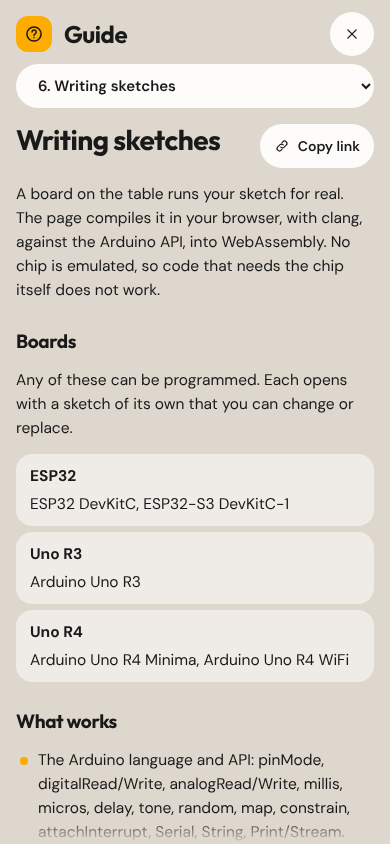 Guide
6. Writing sketches
Writing sketches
Copy link
A board on the table runs your sketch for real.
The page compiles it in your browser, with clang,
against the Arduino API, into WebAssembly. No
chip is emulated, so code that needs the chip
itself does not work.
Boards
Any of these can be programmed. Each opens
with a sketch of its own that you can change or
replace.
ESP32
ESP32 DevKitC, ESP32-S3 DevKitC-1
Uno R3
Arduino Uno R3
Uno R4
Arduino Uno R4 Minima, Arduino Uno R4 WiFi
What works
The Arduino language and API: pinMode,
digitalRead/Write, analogRead/Write, millis,
micros, delay, tone, random, map, constrain,
attachInterrupt, Serial, String, Print/Stream.